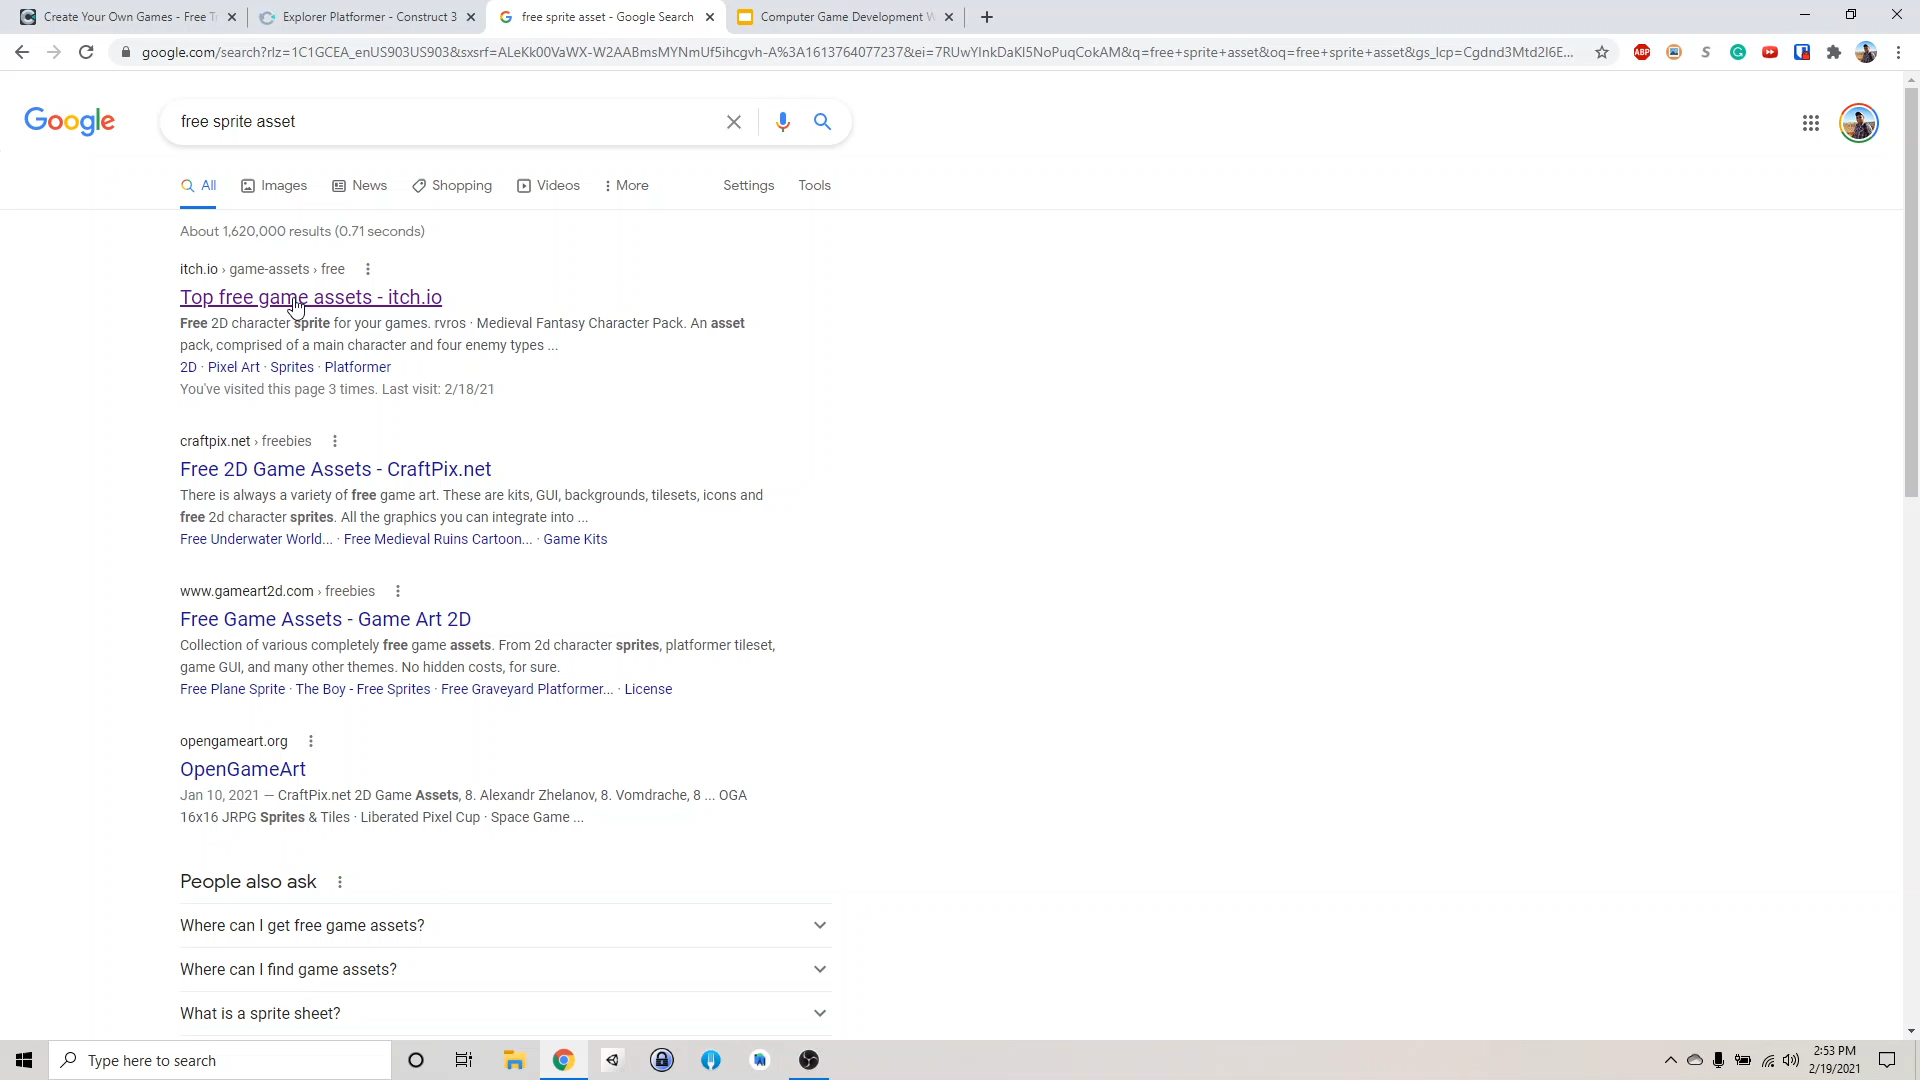 Create Your Own Games - Free T
Explorer Platformer - Construct 3
free sprite asset - Google Search
Computer Game Development W
google.com/search?rlz=1C1GCEA_enUS903US903&sxsrf=ALeKk00VaWX-W2AABmsMYNmUf5ihcgvh-A%3A1613764077237&ei=7RUwYInkDaKl5NoPuqCokAM&q=free+sprite+asset&oq=free+sprite+asset&gs_lcp=Cgdnd3Mtd2l6E...
ABP
Google
free sprite asset
All Images News Shopping Videos More Settings Tools
About 1,620,000 results (0.71 seconds)
itch.io › game-assets › free
Top free game assets - itch.io
Free 2D character sprite for your games. rvros · Medieval Fantasy Character Pack. An asset
pack, comprised of a main character and four enemy types ...
2D · Pixel Art · Sprites · Platformer
You've visited this page 3 times. Last visit: 2/18/21
craftpix.net › freebies
Free 2D Game Assets - CraftPix.net
There is always a variety of free game art. These are kits, GUI, backgrounds, tilesets, icons and
free 2d character sprites. All the graphics you can integrate into ...
Free Underwater World... · Free Medieval Ruins Cartoon... · Game Kits
www.gameart2d.com › freebies
Free Game Assets - Game Art 2D
Collection of various completely free game assets. From 2d character sprites, platformer tileset,
game GUI, and many other themes. No hidden costs, for sure.
Free Plane Sprite · The Boy - Free Sprites · Free Graveyard Platformer... · License
opengameart.org
OpenGameArt
Jan 10, 2021 — CraftPix.net 2D Game Assets, 8. Alexandr Zhelanov, 8. Vomdrache, 8 ... OGA
16x16 JRPG Sprites & Tiles · Liberated Pixel Cup · Space Game ...
People also ask
Where can I get free game assets?
Where can I find game assets?
What is a sprite sheet?
Type here to search
2:53 PM
2/19/2021